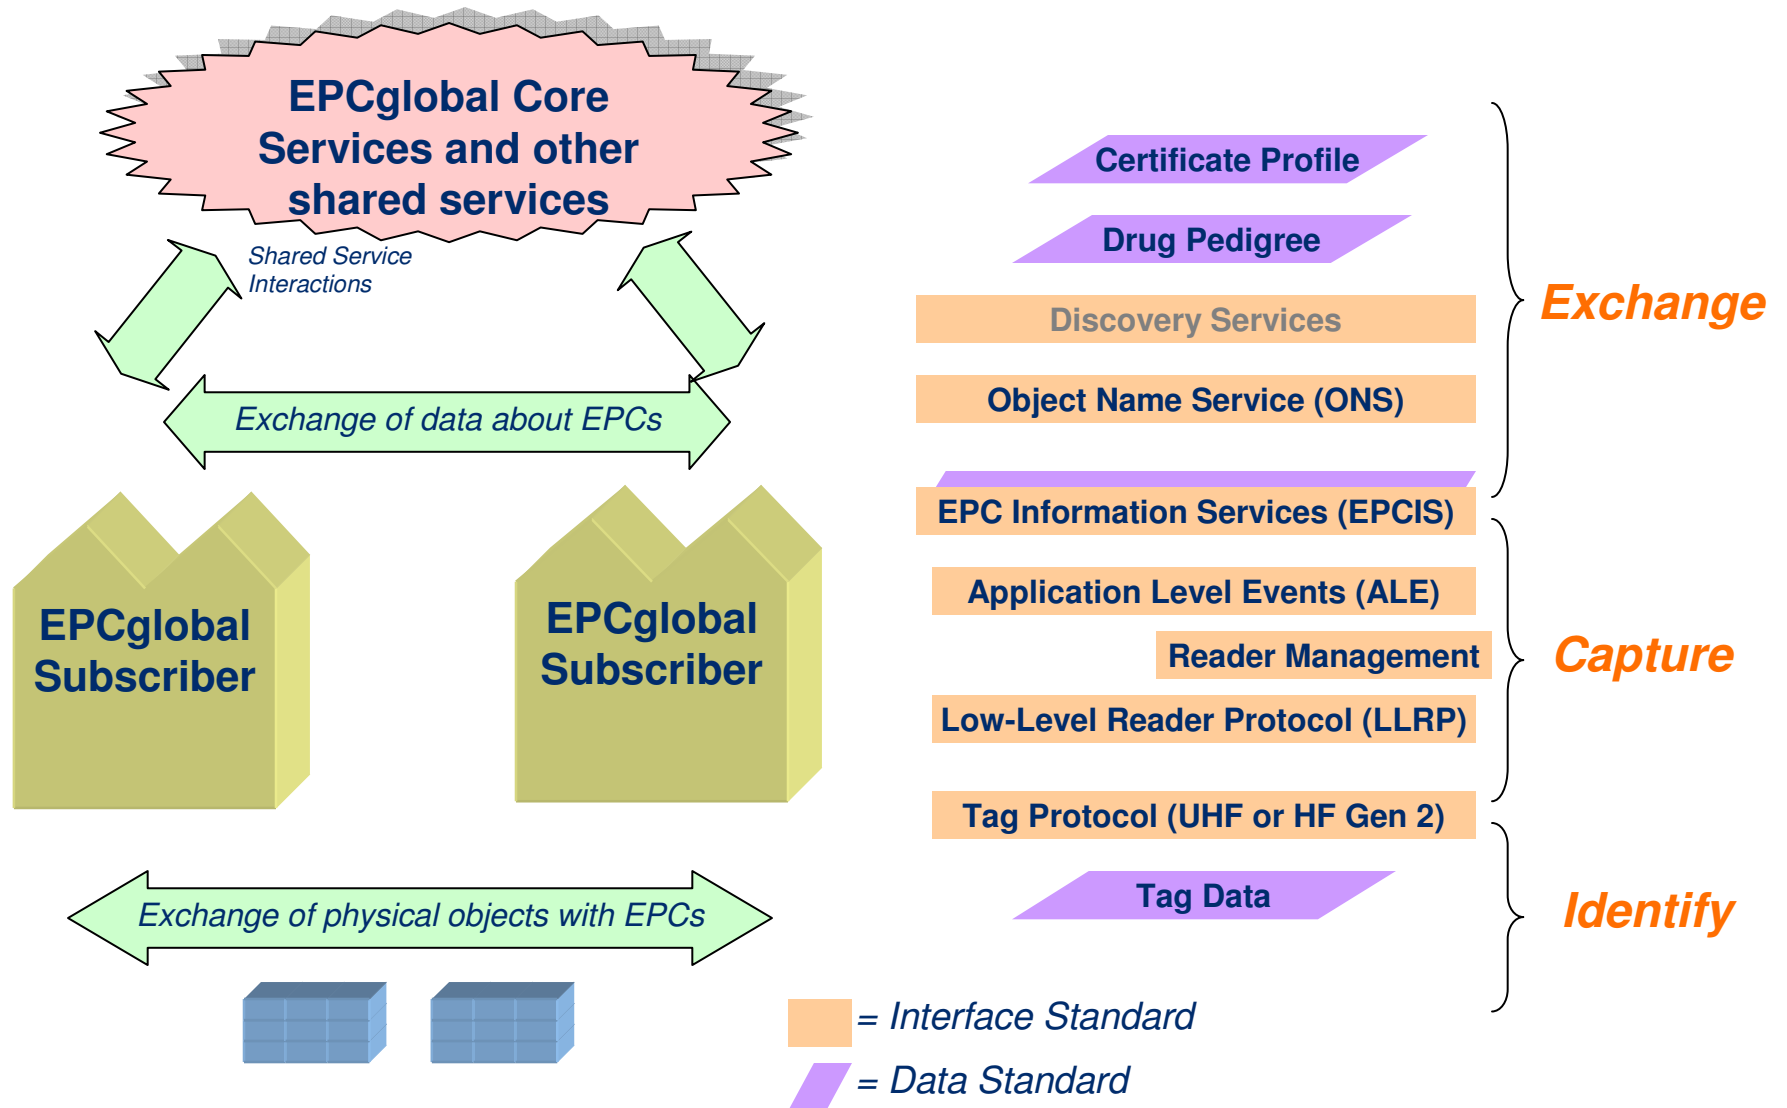 EPCglobal Core
Services and other
shared services
Shared Service
Interactions
Exchange of data about EPCs
EPCglobal
Subscriber
EPCglobal
Subscriber
Exchange of physical objects with EPCs
Certificate Profile
Drug Pedigree
Discovery Services
Object Name Service (ONS)
EPC Information Services (EPCIS)
Application Level Events (ALE)
Reader Management
Low-Level Reader Protocol (LLRP)
Tag Protocol (UHF or HF Gen 2)
Tag Data
Exchange
Capture
Identify
= Interface Standard
= Data Standard